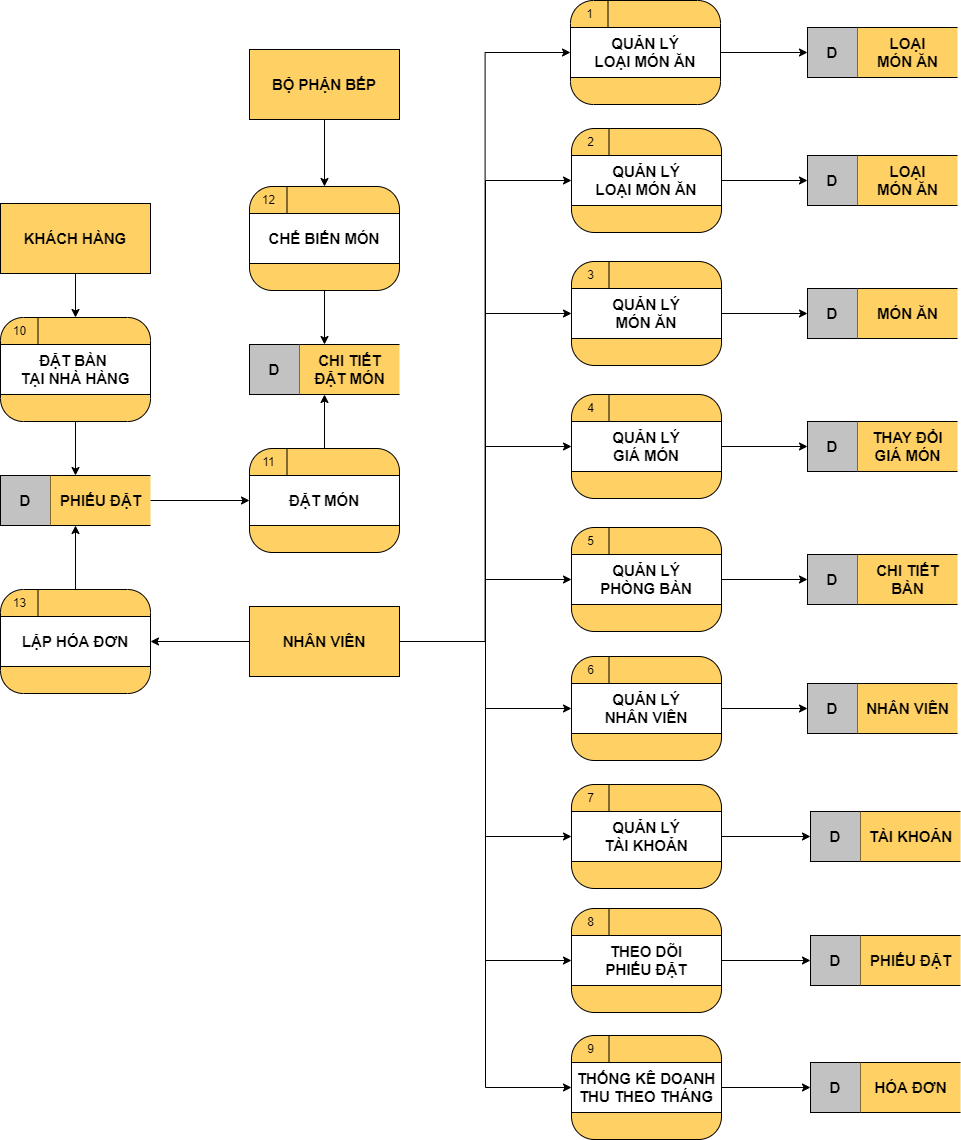 1
QUẢN LÝ
LOẠI MÓN ĂN
D
LOẠI
MÓN ĂN
BỘ PHẬN BẾP
2
QUẢN LÝ
LOẠI MÓN ĂN
D
LOẠI
MÓN ĂN
12
CHẾ BIẾN MÓN
KHÁCH HÀNG
3
QUẢN LÝ
MÓN ĂN
D
MÓN ĂN
10
ĐẶT BÀN
TẠI NHÀ HÀNG
D
CHI TIẾT
ĐẶT MÓN
4
QUẢN LÝ
GIÁ MÓN
D
THAY ĐỔI
GIÁ MÓN
11
ĐẶT MÓN
D
PHIẾU ĐẶT
5
QUẢN LÝ
PHÒNG BÀN
D
CHI TIẾT
BÀN
13
LẬP HÓA ĐƠN
NHÂN VIÊN
6
QUẢN LÝ
NHÂN VIÊN
D
NHÂN VIÊN
7
QUẢN LÝ
TÀI KHOẢN
D
TÀI KHOẢN
8
THEO DÕI
PHIẾU ĐẶT
D
PHIẾU ĐẶT
9
THỐNG KÊ DOANH
THU THEO THÁNG
D
HÓA ĐƠN